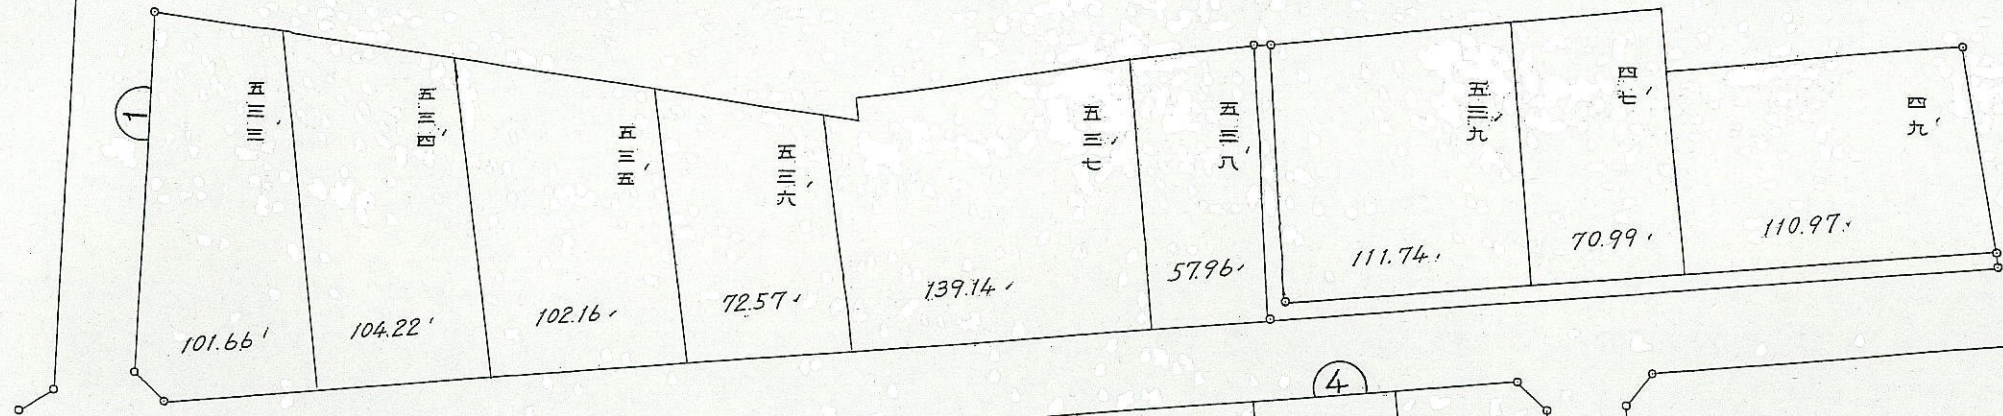 1
五三三
101.66
五三四
104.22
五三五
102.16
五三六
72.57
五三七
139.14
五三八
57.96
五三九
111.74
四七
70.99
四九
110.97
4